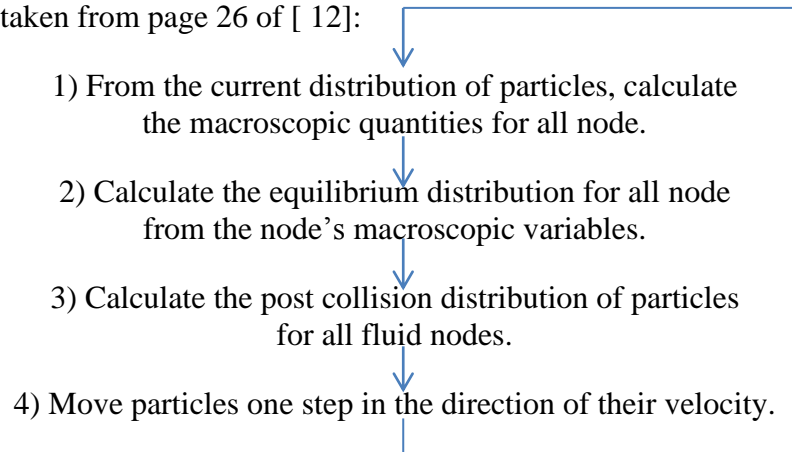 taken from page 26 of [ 12]:
1) From the current distribution of particles, calculate
the macroscopic quantities for all node.
2) Calculate the equilibrium distribution for all node
from the node’s macroscopic variables.
3) Calculate the post collision distribution of particles
for all fluid nodes.
4) Move particles one step in the direction of their velocity.